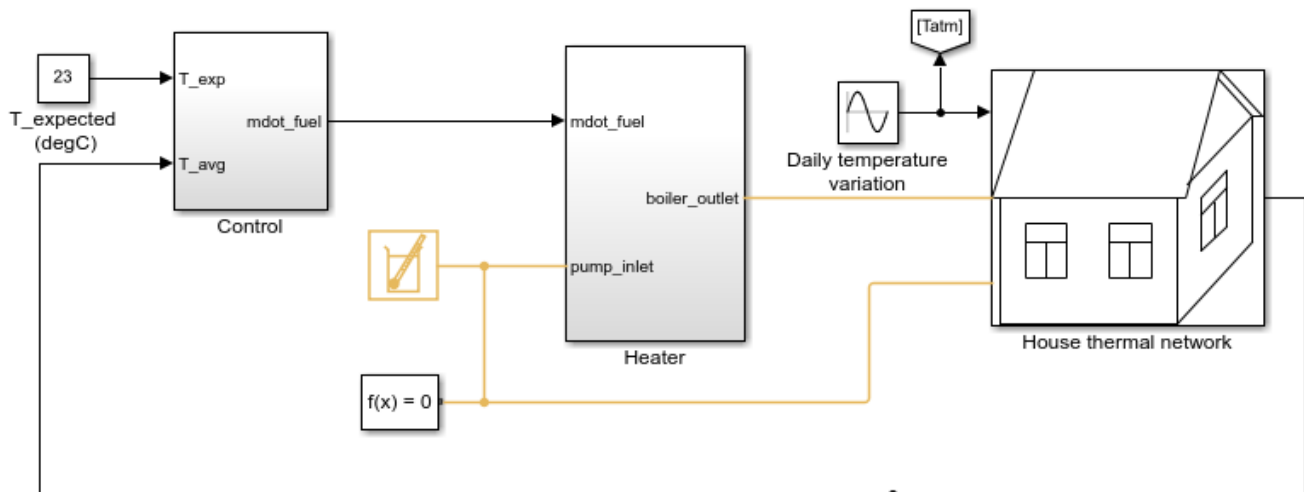 [Tatm]
23
T_expected
(degC)
T_exp
T_avg
mdot_fuel
Control
mdot_fuel
boiler_outlet
pump_inlet
Heater
Daily temperature
variation
House thermal network
f(x) = 0